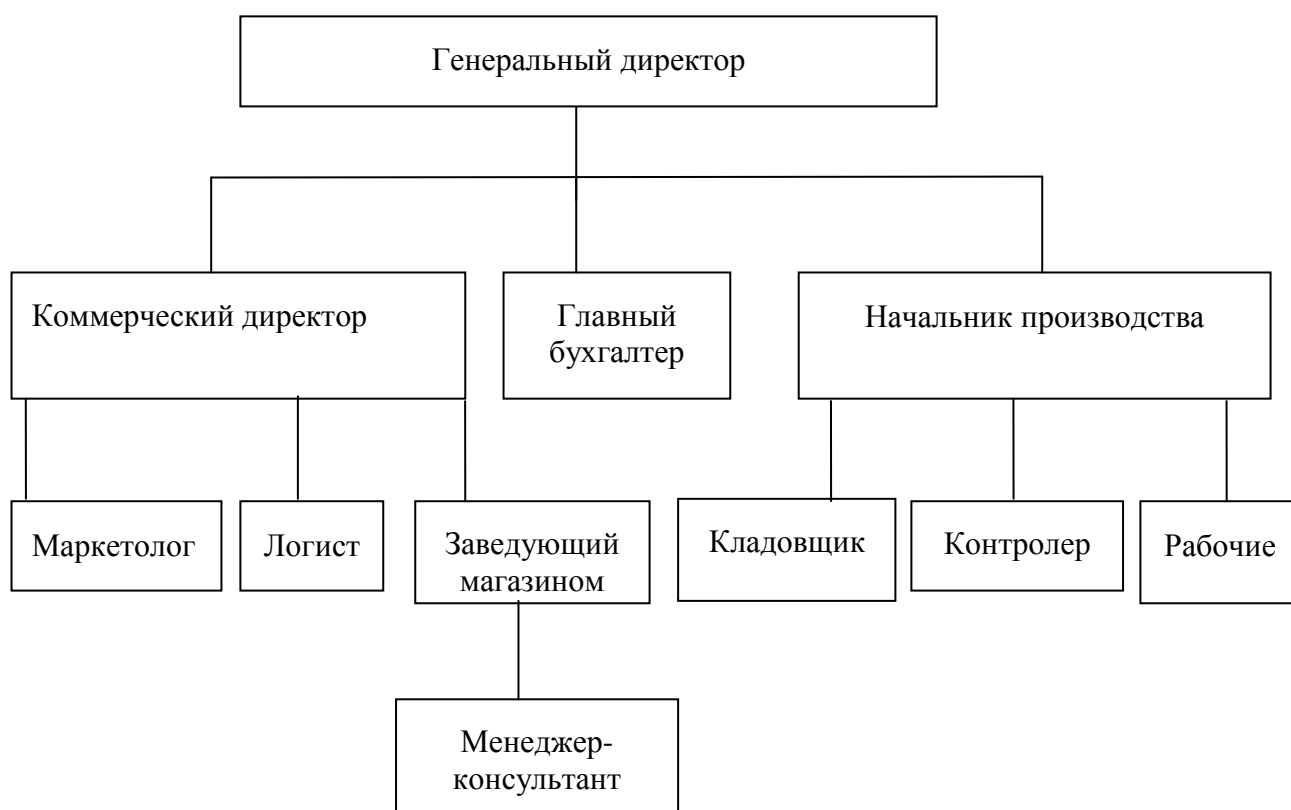 Генеральный директор
Коммерческий директор
Главный
бухгалтер
Начальник производства
Маркетолог
Логист
Заведующий
магазином
Кладовщик
Контролер
Рабочие
Менеджер-
консультант